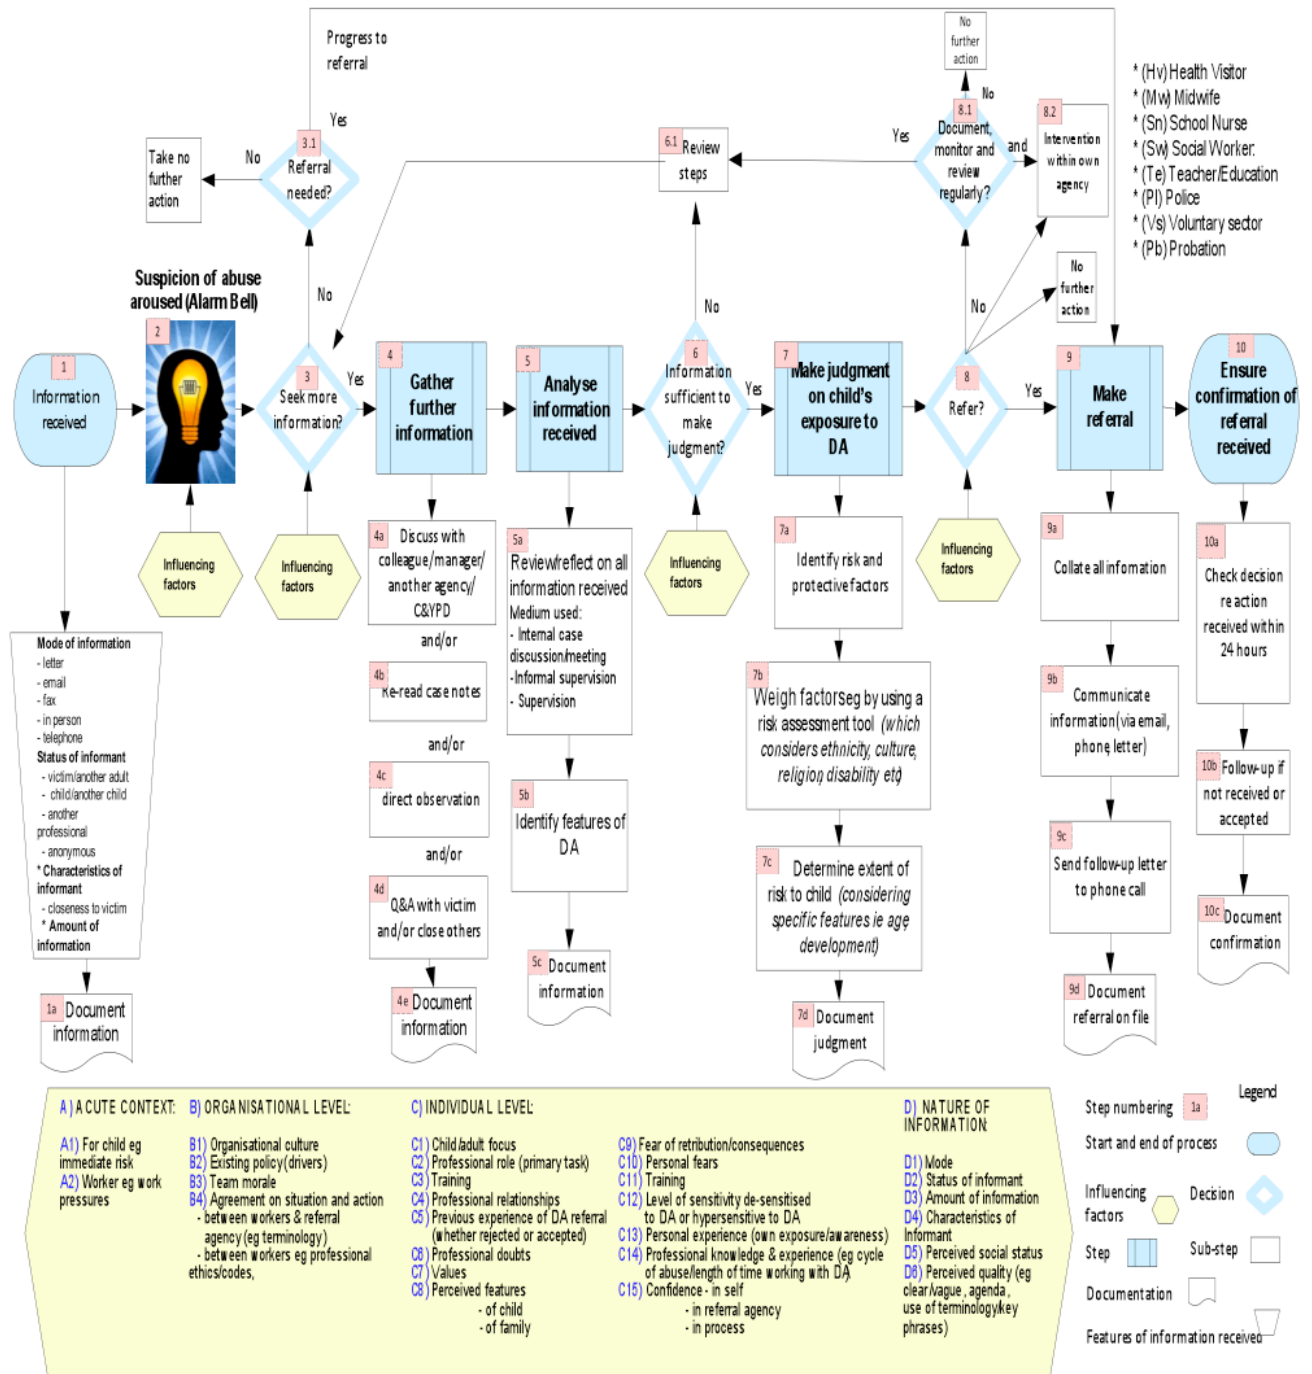 Progress to
referral
Yes
3.1
Referral
needed?
No
Take no
further
action
No
further
action
No
8.1
Document,
monitor and
review
regularly?
Yes
and
8.2
Intervention
within own
agency
6.1 Review
steps
* (Hv) Health Visitor
* (Mw) Midwife
* (Sn) School Nurse
* (Sw) Social Worker:
* (Te) Teacher/Education
* (Pl) Police
* (Vs) Voluntary sector
* (Pb) Probation
Suspicion of abuse
aroused (Alarm Bell)
No
No
No
No
further
action
1
Information
received
2
3
Seek more
information?
Yes
4
Gather
further
information
5
Analyse
information
received
6
Information
sufficient to
make
judgment?
Yes
7
Make judgment
on child's
exposure to
DA
8
Refer?
Yes
9
Make
referral
10
Ensure
confirmation of
referral
received
Influencing
factors
Influencing
factors
Influencing
factors
Influencing
factors
Mode of information
- letter
- email
- fax
- in person
- telephone
Status of informant
- victim/another adult
- child/another child
- another
professional
- anonymous
* Characteristics of
informant
- closeness to victim
* Amount of
information
1a Document
information
4a Discuss with
colleague/manager/
another agency/
C&YPD
and/or
4b
Re-read case notes
and/or
4c
direct observation
and/or
4d
Q&A with victim
and/or close others
4e Document
information
5a
Review/reflect on all
information received
Medium used:
- Internal case
discussion/meeting
-Informal supervision
- Supervision
5b
Identify features of
DA
5c Document
information
7a
Identify risk and
protective factors
7b
Weigh factors eg by using a
risk assessment tool (which
considers ethnicity, culture,
religion, disability etc)
7c Determine extent of
risk to child (considering
specific features ie age,
development)
7d Document
judgment
9a
Collate all infomation
9b
Communicate
information (via email,
phone, letter)
9c
Send follow-up letter
to phone call
9d Document
referral on file
10a
Check decision
re action
received within
24 hours
10b Follow-up if
not received or
accepted
10c Document
confirmation
A) ACUTE CONTEXT:
A1) For child eg
immediate risk
A2) Worker eg work
pressures
B) ORGANISATIONAL LEVEL:
B1) Organisational culture
B2) Existing policy (drivers)
B3) Team morale
B4) Agreement on situation and action
- between workers & referral
agency (eg terminology)
- between workers eg professional
ethics/codes,
C) INDIVIDUAL LEVEL:
C1) Child/adult focus
C2) Professional role (primary task)
C3) Training
C4) Professional relationships
C5) Previous experience of DA referral
(whether rejected or accepted)
C6) Professional doubts
C7) Values
C8) Perceived features
- of child
- of family
C9) Fear of retribution/consequences
C10) Personal fears
C11) Training
C12) Level of sensitivity de-sensitised
to DA or hypersensitive to DA
C13) Personal experience (own exposure/awareness)
C14) Professional knowledge & experience (eg cycle
of abuse/length of time working with DA)
C15) Confidence - in self
- in referral agency
- in process
D) NATURE OF
INFORMATION:
D1) Mode
D2) Status of informant
D3) Amount of information
D4) Characteristics of
Informant
D5) Perceived social status
D6) Perceived quality (eg
clear/vague, agenda,
use of terminology/key
phrases)
Legend
Step numbering 1a
Start and end of process
Influencing
factors
Decision
Step
Sub-step
Documentation
Features of information received